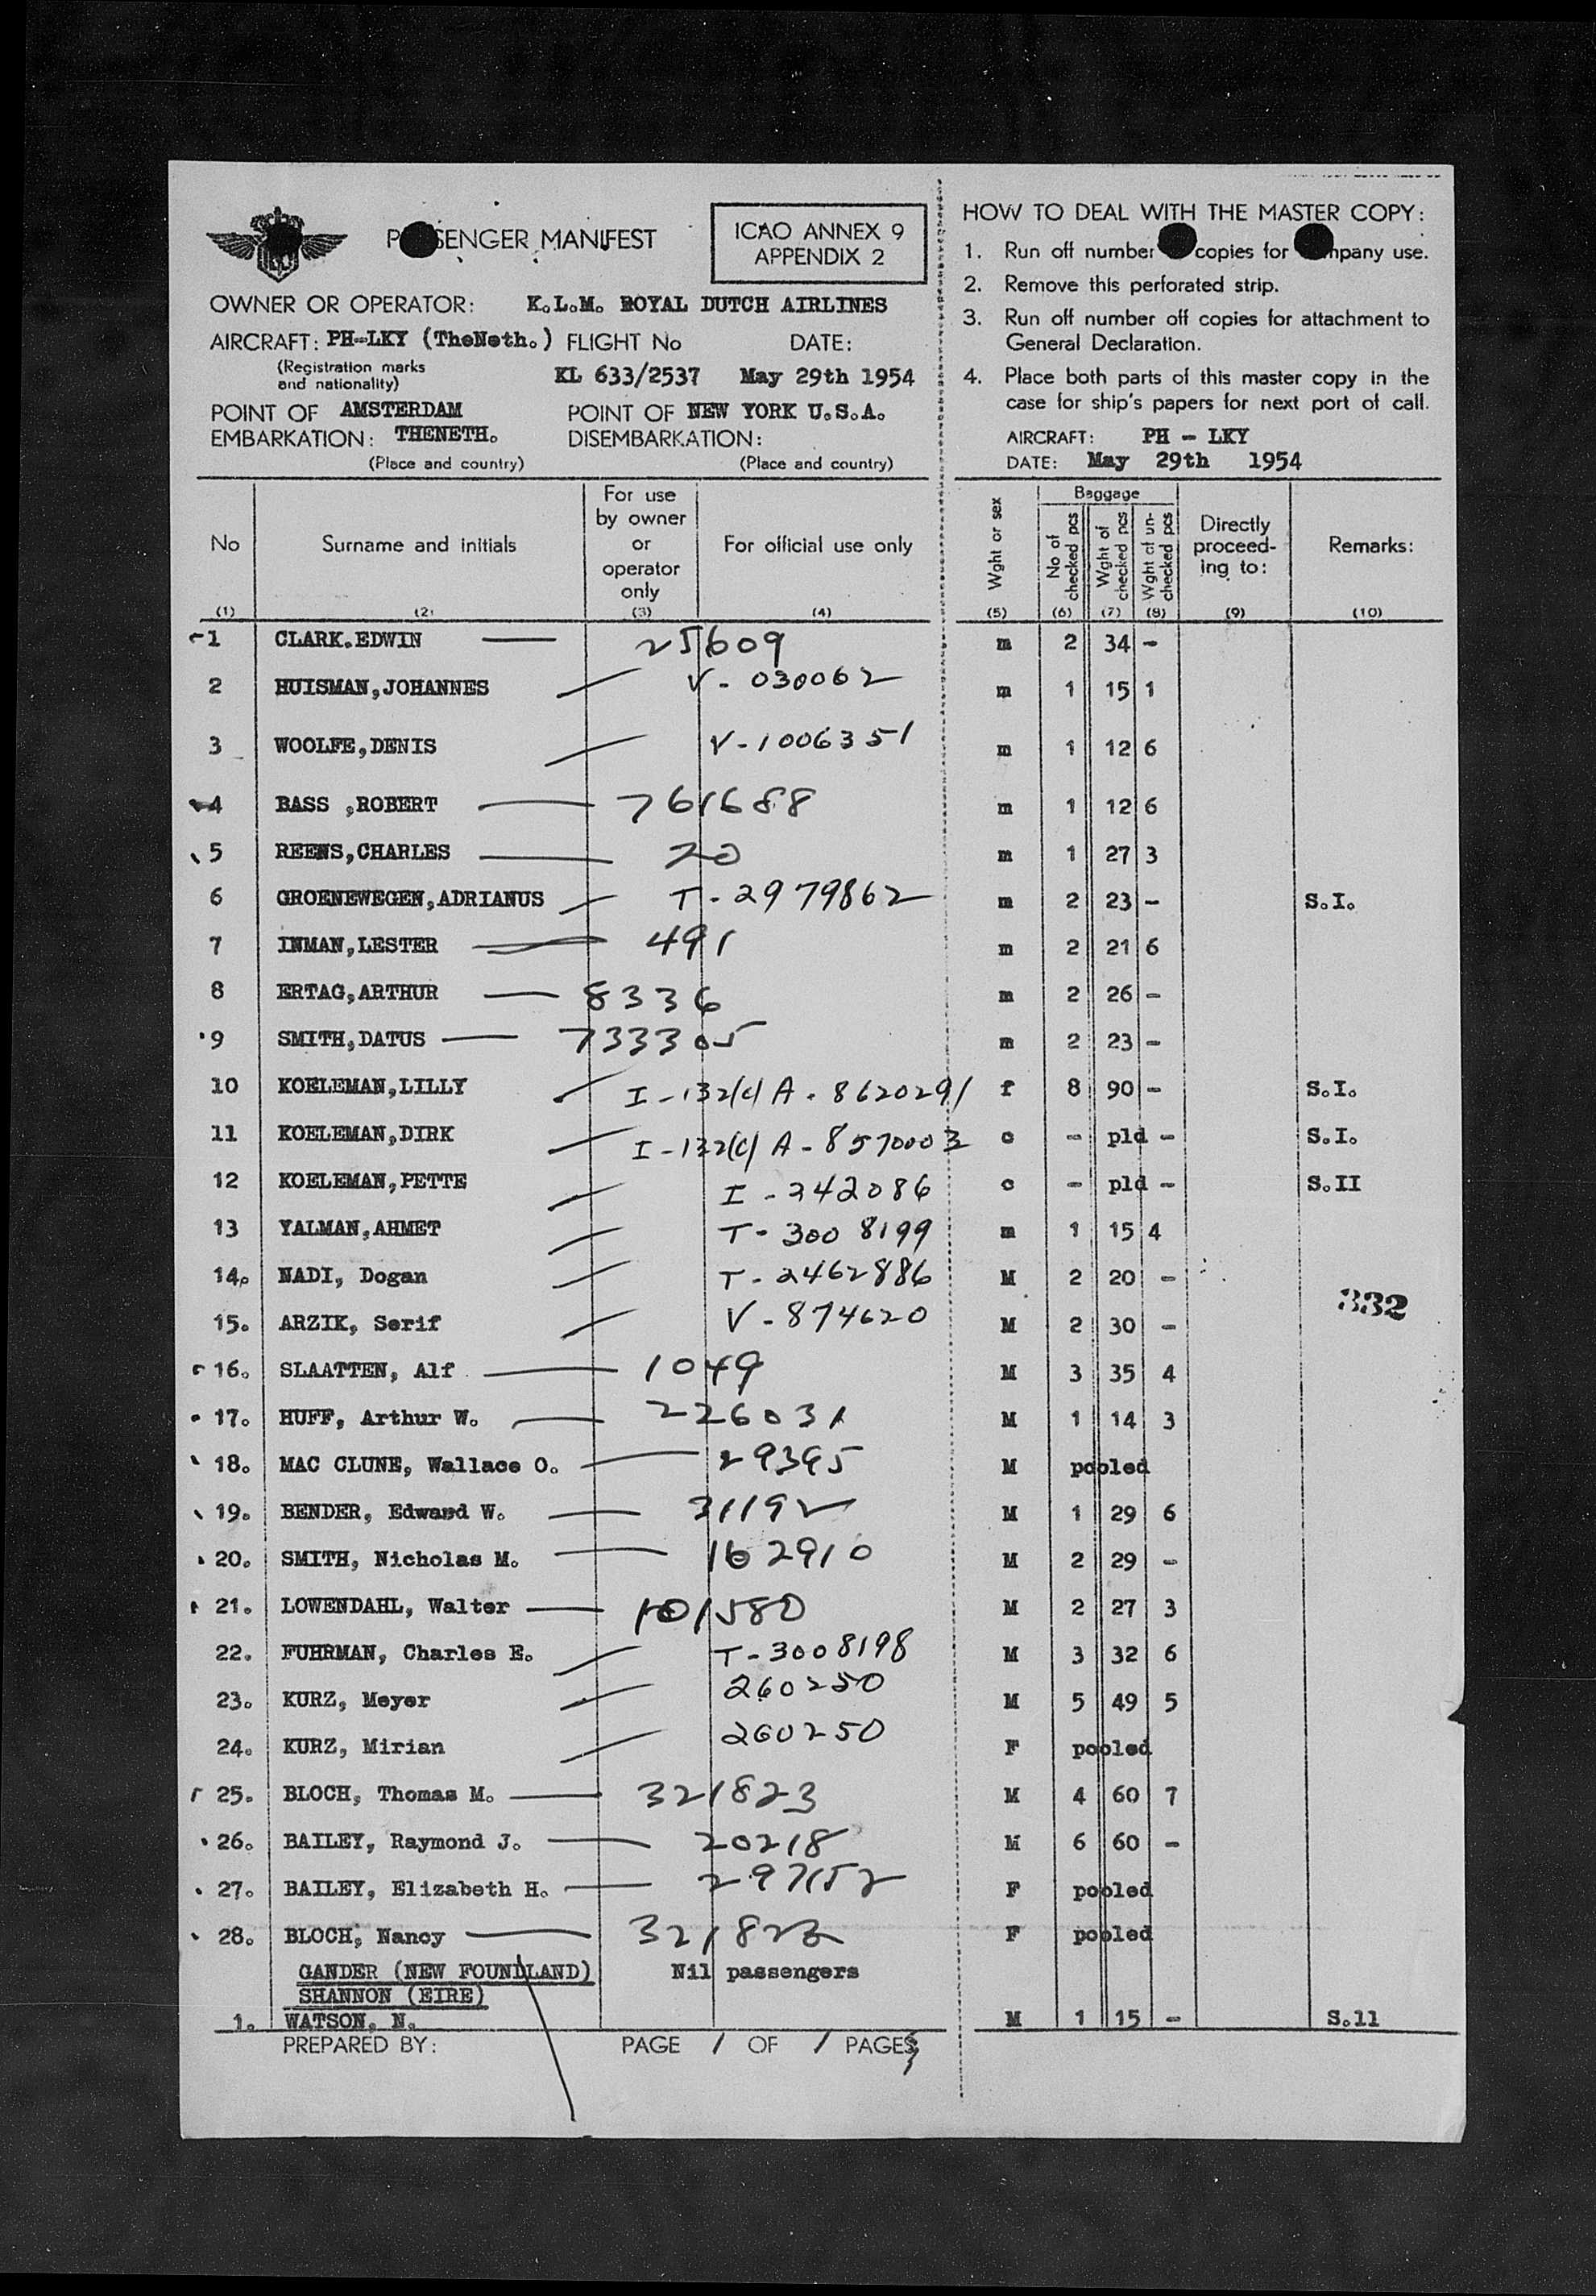 PASSENGER MANIFEST
ICAO ANNEX 9
APPENDIX 2
OWNER OR OPERATOR: K.L.M. ROYAL DUTCH AIRLINES
AIRCRAFT: PH-LKY (TheNeth.) FLIGHT No DATE:
(Registration marks
and nationality) KL 633/2537 May 29th 1954
POINT OF AMSTERDAM POINT OF NEW YORK U.S.A.
EMBARKATION: THENETH. DISEMBARKATION:
(Place and country) (Place and country)
HOW TO DEAL WITH THE MASTER COPY:
1. Run off number copies for company use.
2. Remove this perforated strip.
3. Run off number off copies for attachment to
General Declaration.
4. Place both parts of this master copy in the
case for ship's papers for next port of call.
AIRCRAFT: PH - LKY
DATE: May 29th 1954
No Surname and initials For use by owner or operator only For official use only Wght or sex Baggage No of checked pcs Wght of checked pcs Wght of un-checked pcs Directly proceed-ing to: Remarks:
(1) (2) (3) (4) (5) (6) (7) (8) (9) (10)
1 CLARK.EDWIN 25609 m 2 34 -
2 HUISMAN,JOHANNES V-030062 m 1 15 1
3 WOOLFE,DENIS V-1006351 m 1 12 6
4 BASS ,ROBERT 761688 m 1 12 6
5 REENS,CHARLES 20 m 1 27 3
6 GROENEWEGEN,ADRIANUS T-2979862 m 2 23 - S.I.
7 INMAN,LESTER 491 m 2 21 6
8 ERTAG,ARTHUR 8336 m 2 26 -
9 SMITH,DATUS 733305 m 2 23 -
10 KOELEMAN,LILLY I-132(c) A-8620291 f 8 90 - S.I.
11 KOELEMAN,DIRK I-132(c) A-8570003 c - pld - S.I.
12 KOELEMAN,PETTE I-242086 c - pld - S.II
13 YALMAN,AHMET T-3008199 m 1 15 4
14. NADI, Dogan T-2462886 M 2 20 -
15. ARZIK, Serif V-874620 M 2 30 -
332
16. SLAATTEN, Alf 1049 M 3 35 4
17. HUFF, Arthur W. 226031 M 1 14 3
18. MAC CLUNE, Wallace O. 29395 M pooled
19. BENDER, Edward W. 31192 M 1 29 6
20. SMITH, Nicholas M. 162910 M 2 29 -
21. LOWENDAHL, Walter 101580 M 2 27 3
22. FUHRMAN, Charles E. T-3008198 M 3 32 6
23. KURZ, Meyer 260250 M 5 49 5
24. KURZ, Mirian 260250 F pooled
25. BLOCH, Thomas M. 321823 M 4 60 7
26. BAILEY, Raymond J. 20218 M 6 60 -
27. BAILEY, Elizabeth H. 297152 F pooled
28. BLOCH, Nancy 321823 F pooled
GANDER (NEW FOUNDLAND) Nil passengers
SHANNON (EIRE)
1. WATSON, N. M 1 15 - S.11
PREPARED BY: PAGE 1 OF 1 PAGES